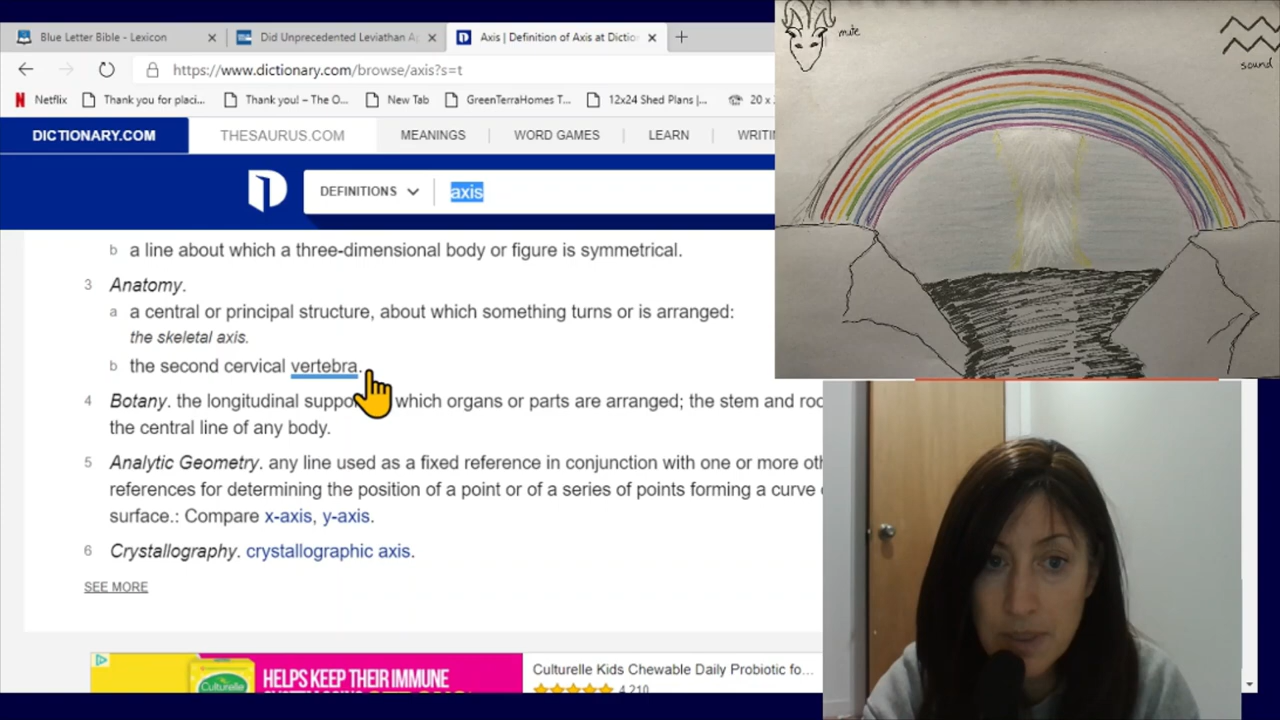 Blue Letter Bible - Lexicon
Did Unprecedented Leviathan A
Axis | Definition of Axis at Dictio
https://www.dictionary.com/browse/axis?s=t
Netflix
Thank you for placi...
Thank you! – The O...
New Tab
GreenTerraHomes T...
12x24 Shed Plans |...
20 x
DICTIONARY.COM
THESAURUS.COM
MEANINGS
WORD GAMES
LEARN
WRITI
DEFINITIONS
axis
b a line about which a three-dimensional body or figure is symmetrical.
3 Anatomy.
a a central or principal structure, about which something turns or is arranged:
the skeletal axis.
b the second cervical vertebra.
4 Botany. the longitudinal suppo which organs or parts are arranged; the stem and roo
the central line of any body.
5 Analytic Geometry. any line used as a fixed reference in conjunction with one or more oth
references for determining the position of a point or of a series of points forming a curve o
surface.: Compare x-axis, y-axis.
6 Crystallography. crystallographic axis.
SEE MORE
Culturelle
HELPS KEEP THEIR IMMUNE
Culturelle Kids Chewable Daily Probiotic fo...
4,210
mute
sound